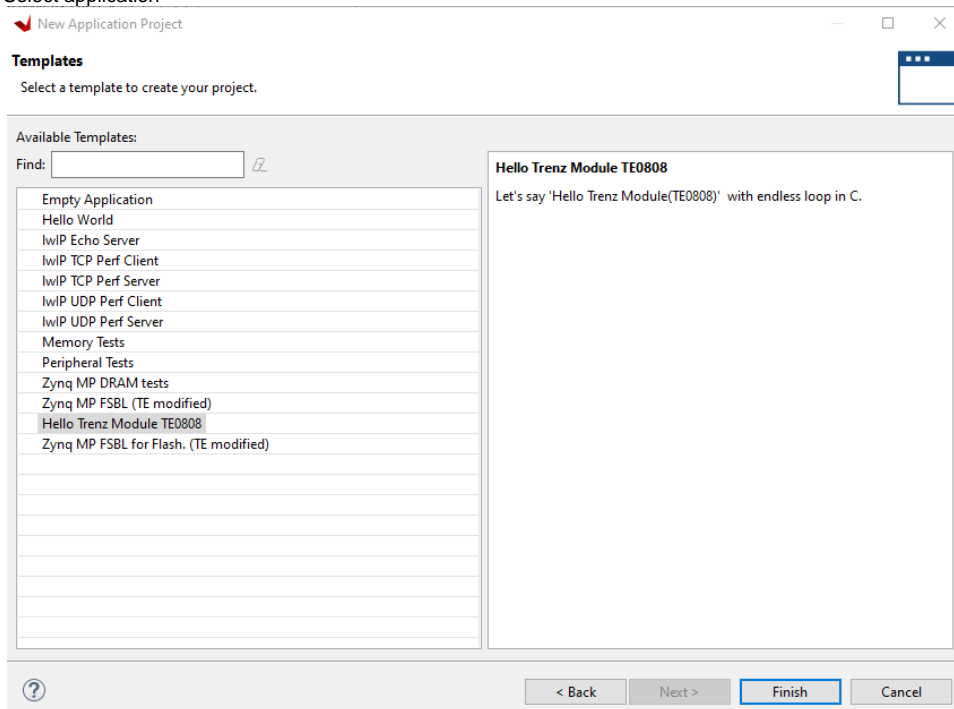 Select application
New Application Project
Templates
Select a template to create your project.
Available Templates:
Find:
Hello Trenz Module TE0808
Let's say 'Hello Trenz Module(TE0808)' with endless loop in C.
Empty Application
Hello World
lwIP Echo Server
lwIP TCP Perf Client
lwIP TCP Perf Server
lwIP UDP Perf Client
lwIP UDP Perf Server
Memory Tests
Peripheral Tests
Zynq MP DRAM tests
Zynq MP FSBL (TE modified)
Hello Trenz Module TE0808
Zynq MP FSBL for Flash. (TE modified)
?
< Back
Next >
Finish
Cancel